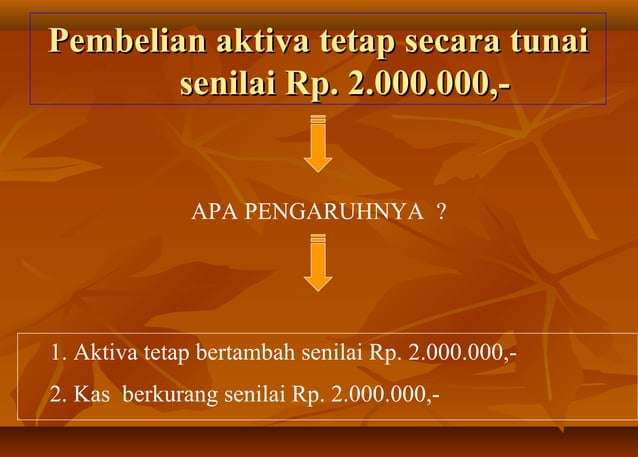 Pembelian aktiva tetap secara tunai
senilai Rp. 2.000.000,-
APA PENGARUHNYA ?
1. Aktiva tetap bertambah senilai Rp. 2.000.000,-
2. Kas berkurang senilai Rp. 2.000.000,-